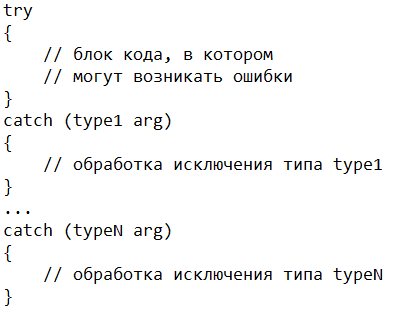 try
{
    // блок кода, в котором
    // могут возникать ошибки
}
catch (type1 arg)
{
    // обработка исключения типа type1
}
...
catch (typeN arg)
{
    // обработка исключения типа typeN
}